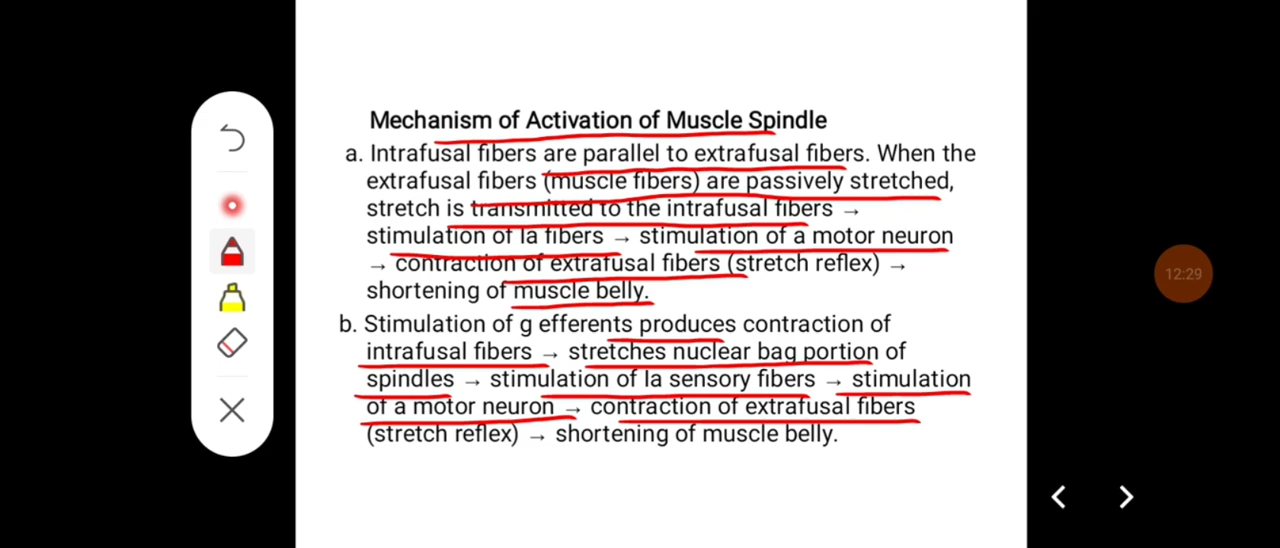 Mechanism of Activation of Muscle Spindle
a. Intrafusal fibers are parallel to extrafusal fibers. When the
extrafusal fibers (muscle fibers) are passively stretched,
stretch is transmitted to the intrafusal fibers →
stimulation of Ia fibers → stimulation of a motor neuron
→ contraction of extrafusal fibers (stretch reflex) →
shortening of muscle belly.
b. Stimulation of g efferents produces contraction of
intrafusal fibers → stretches nuclear bag portion of
spindles → stimulation of Ia sensory fibers → stimulation
of a motor neuron → contraction of extrafusal fibers
(stretch reflex) → shortening of muscle belly.
12:29